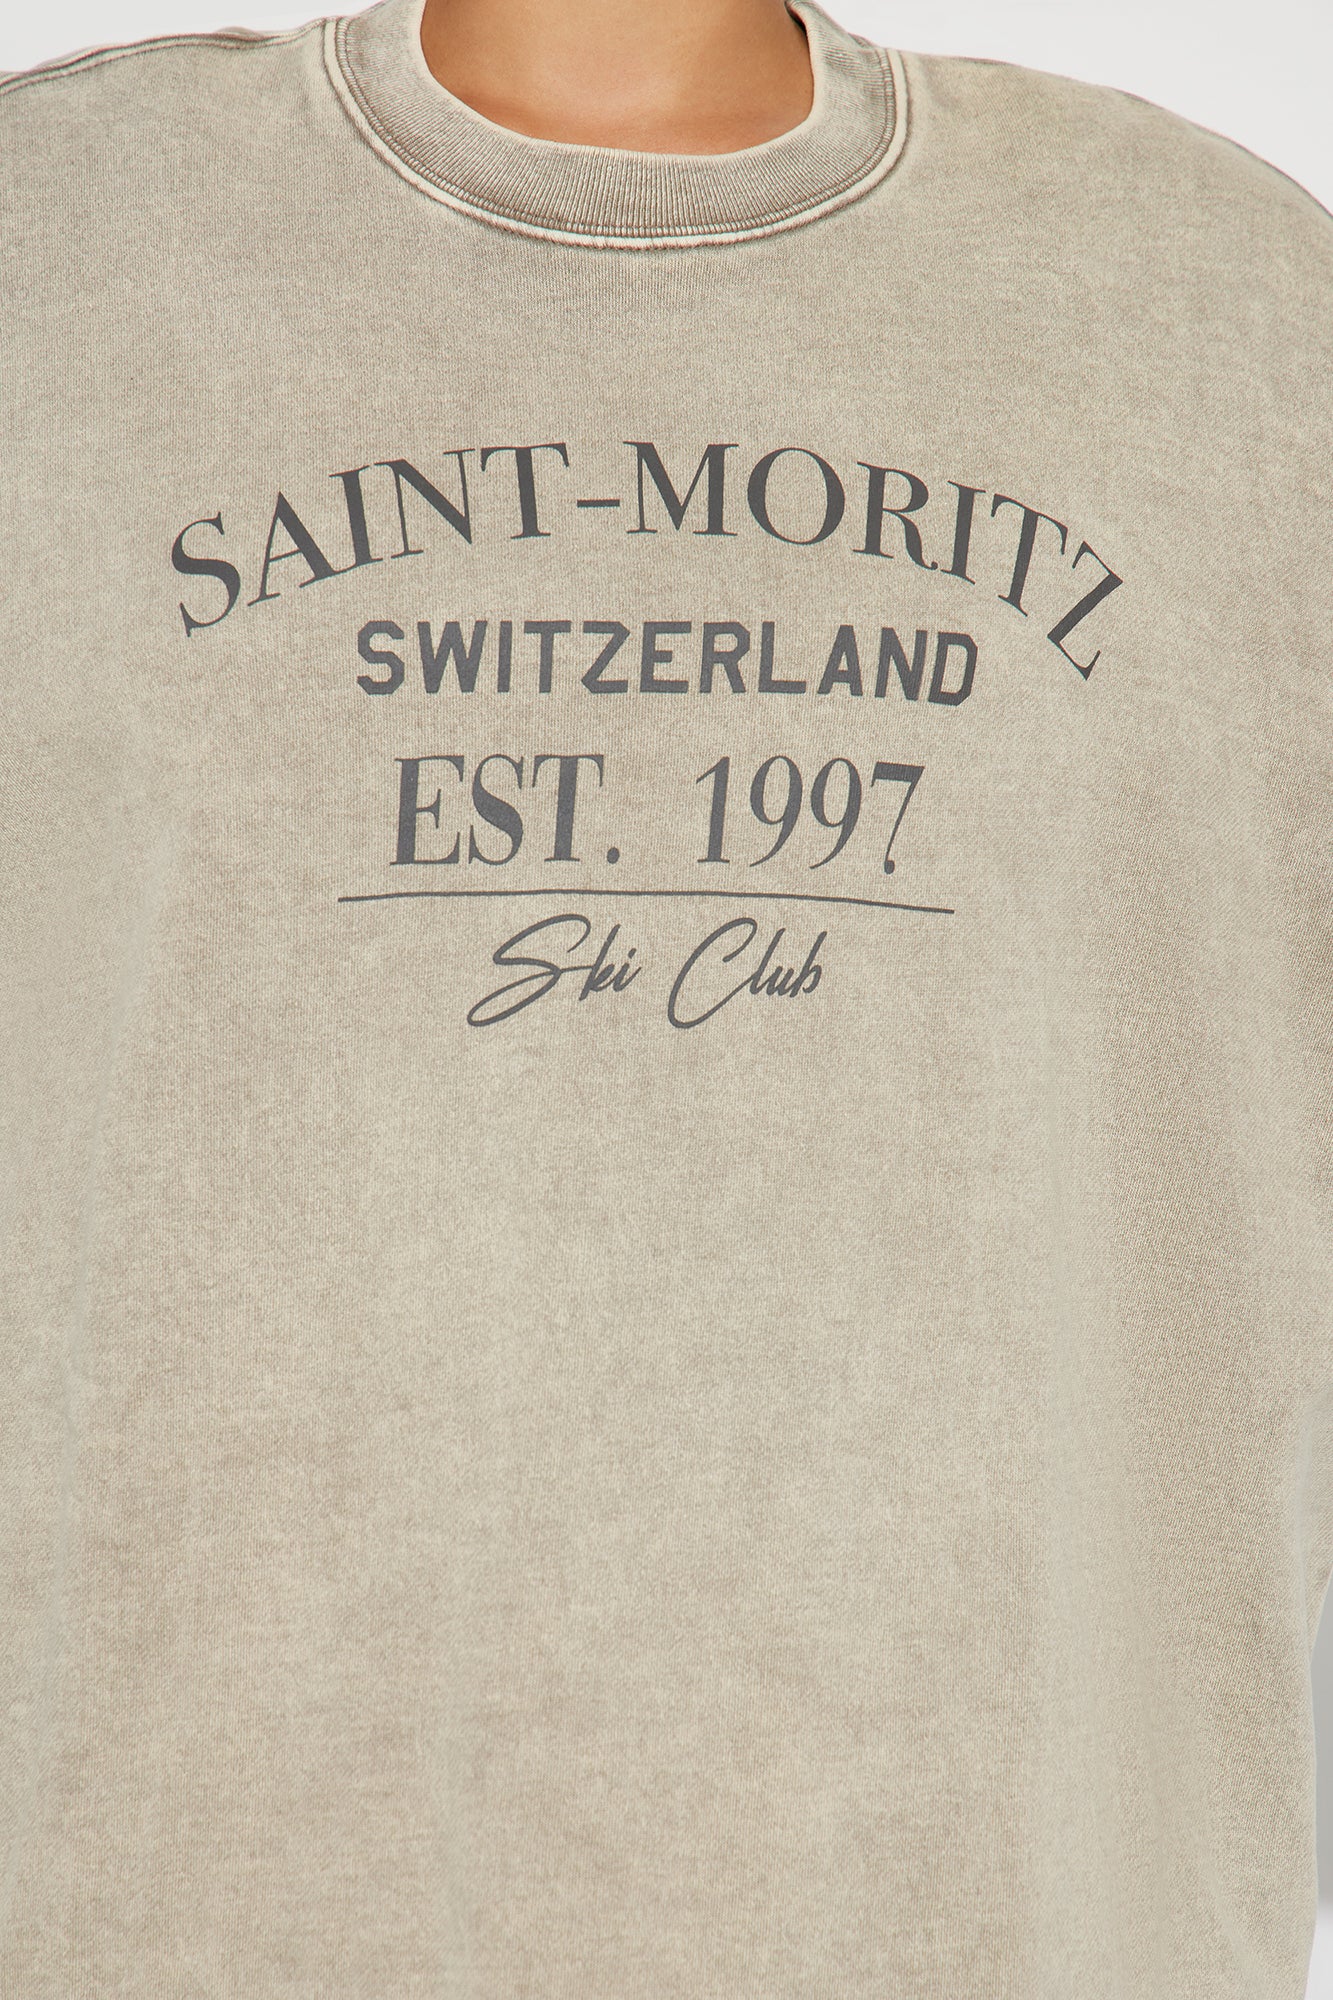 SAINT-MORITZ
SWITZERLAND
EST. 1997
Ski Club